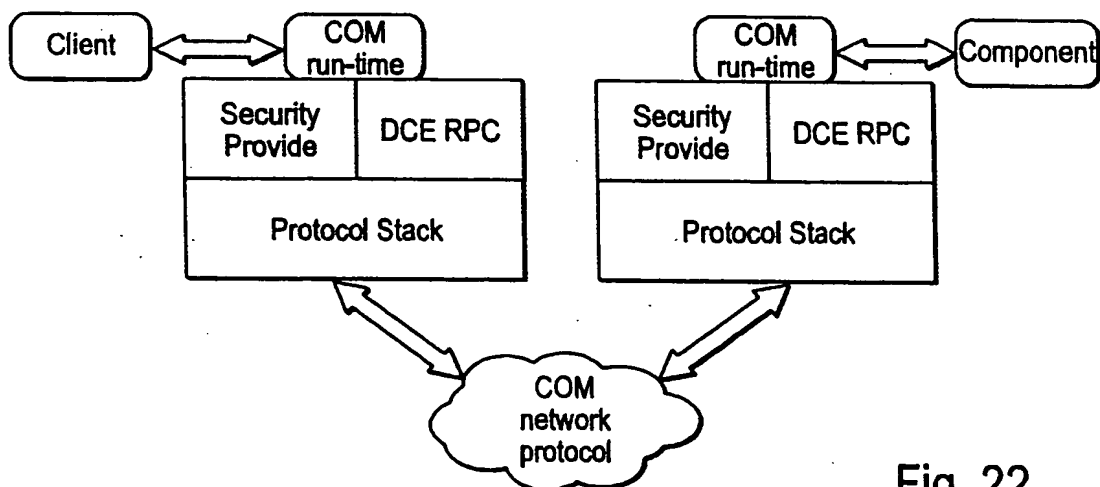 Client
COM
run-time
Security
Provide
DCE RPC
Protocol Stack
COM
run-time
Component
Security
Provide
DCE RPC
Protocol Stack
COM
network
protocol
Fig. 22